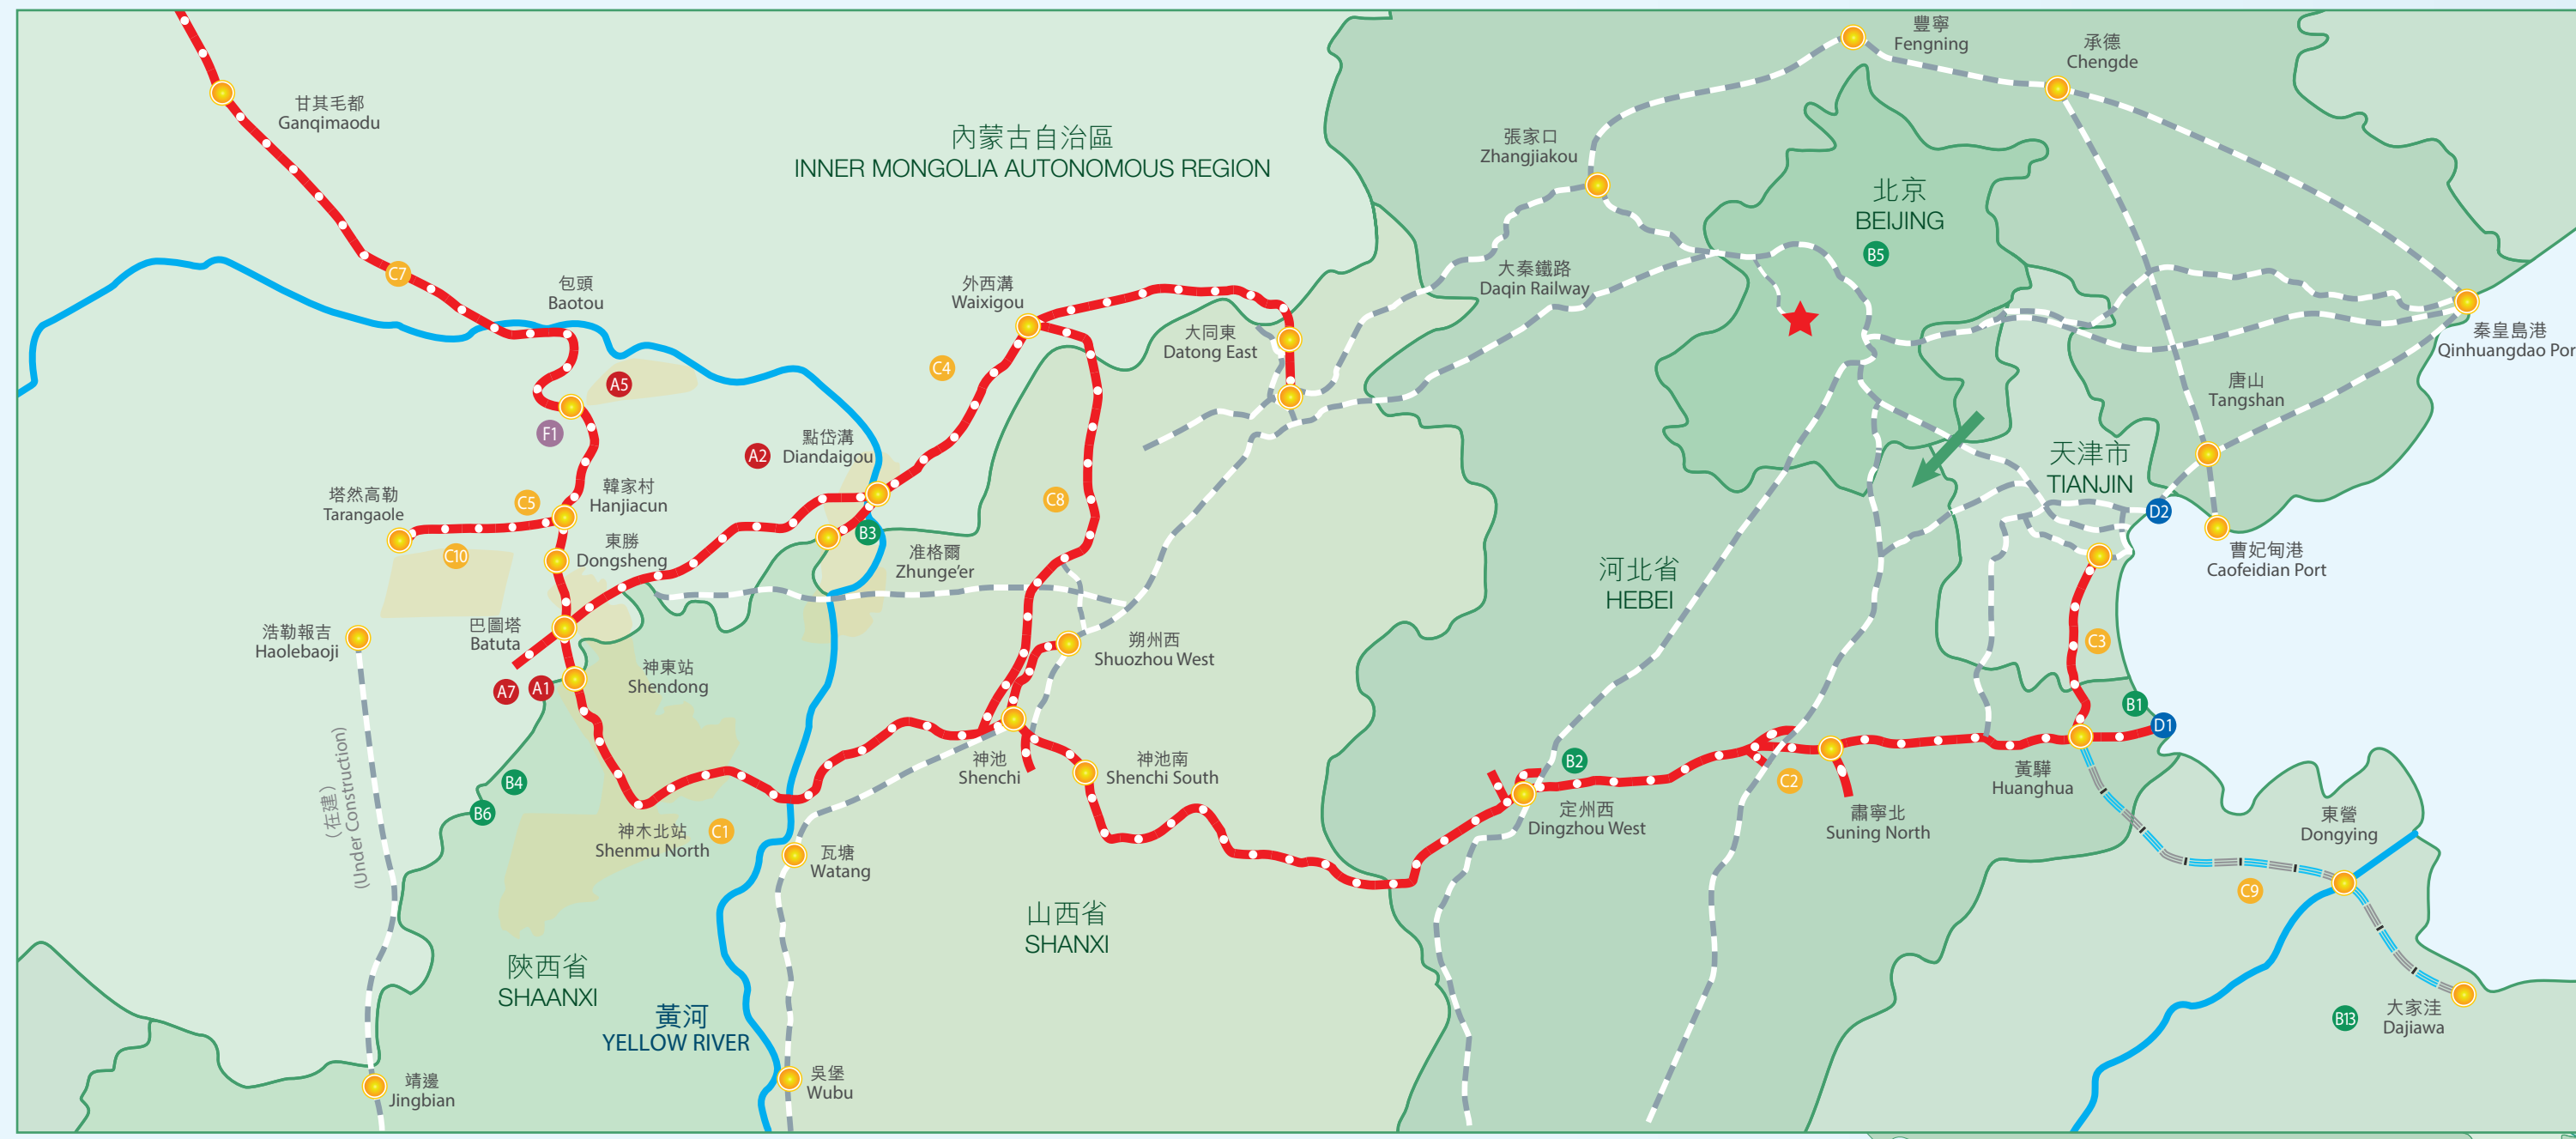 豐寧
Fengning
承德
Chengde
甘其毛都
Ganqimaodu
內蒙古自治區
INNER MONGOLIA AUTONOMOUS REGION
張家口
Zhangjiakou
北京
BEIJING
B5
C7
包頭
Baotou
外西溝
Waixigou
大秦鐵路
Daqin Railway
大同東
Datong East
秦皇島港
Qinhuangdao Por
C4
A5
唐山
Tangshan
F1
A2
點岱溝
Diandaigou
天津市
TIANJIN
塔然高勒
Tarangaole
C5
韓家村
Hanjiacun
C8
D2
B3
東勝
Dongsheng
C10
准格爾
Zhunge’er
河北省
HEBEI
曹妃甸港
Caofeidian Port
浩勒報吉
Haolebaoji
巴圖塔
Batuta
朔州西
Shuozhou West
C3
神東站
Shendong
A7
A1
B1
D1
(在建)
(Under Construction)
B4
B6
神池
Shenchi
神池南
Shenchi South
B2
C2
黃驊
Huanghua
定州西
Dingzhou West
肅寧北
Suning North
東營
Dongying
神木北站
Shenmu North
C1
瓦塘
Watang
C9
山西省
SHANXI
陝西省
SHAANXI
黃河
YELLOW RIVER
B13
大家洼
Dajiawa
靖邊
Jingbian
吳堡
Wubu